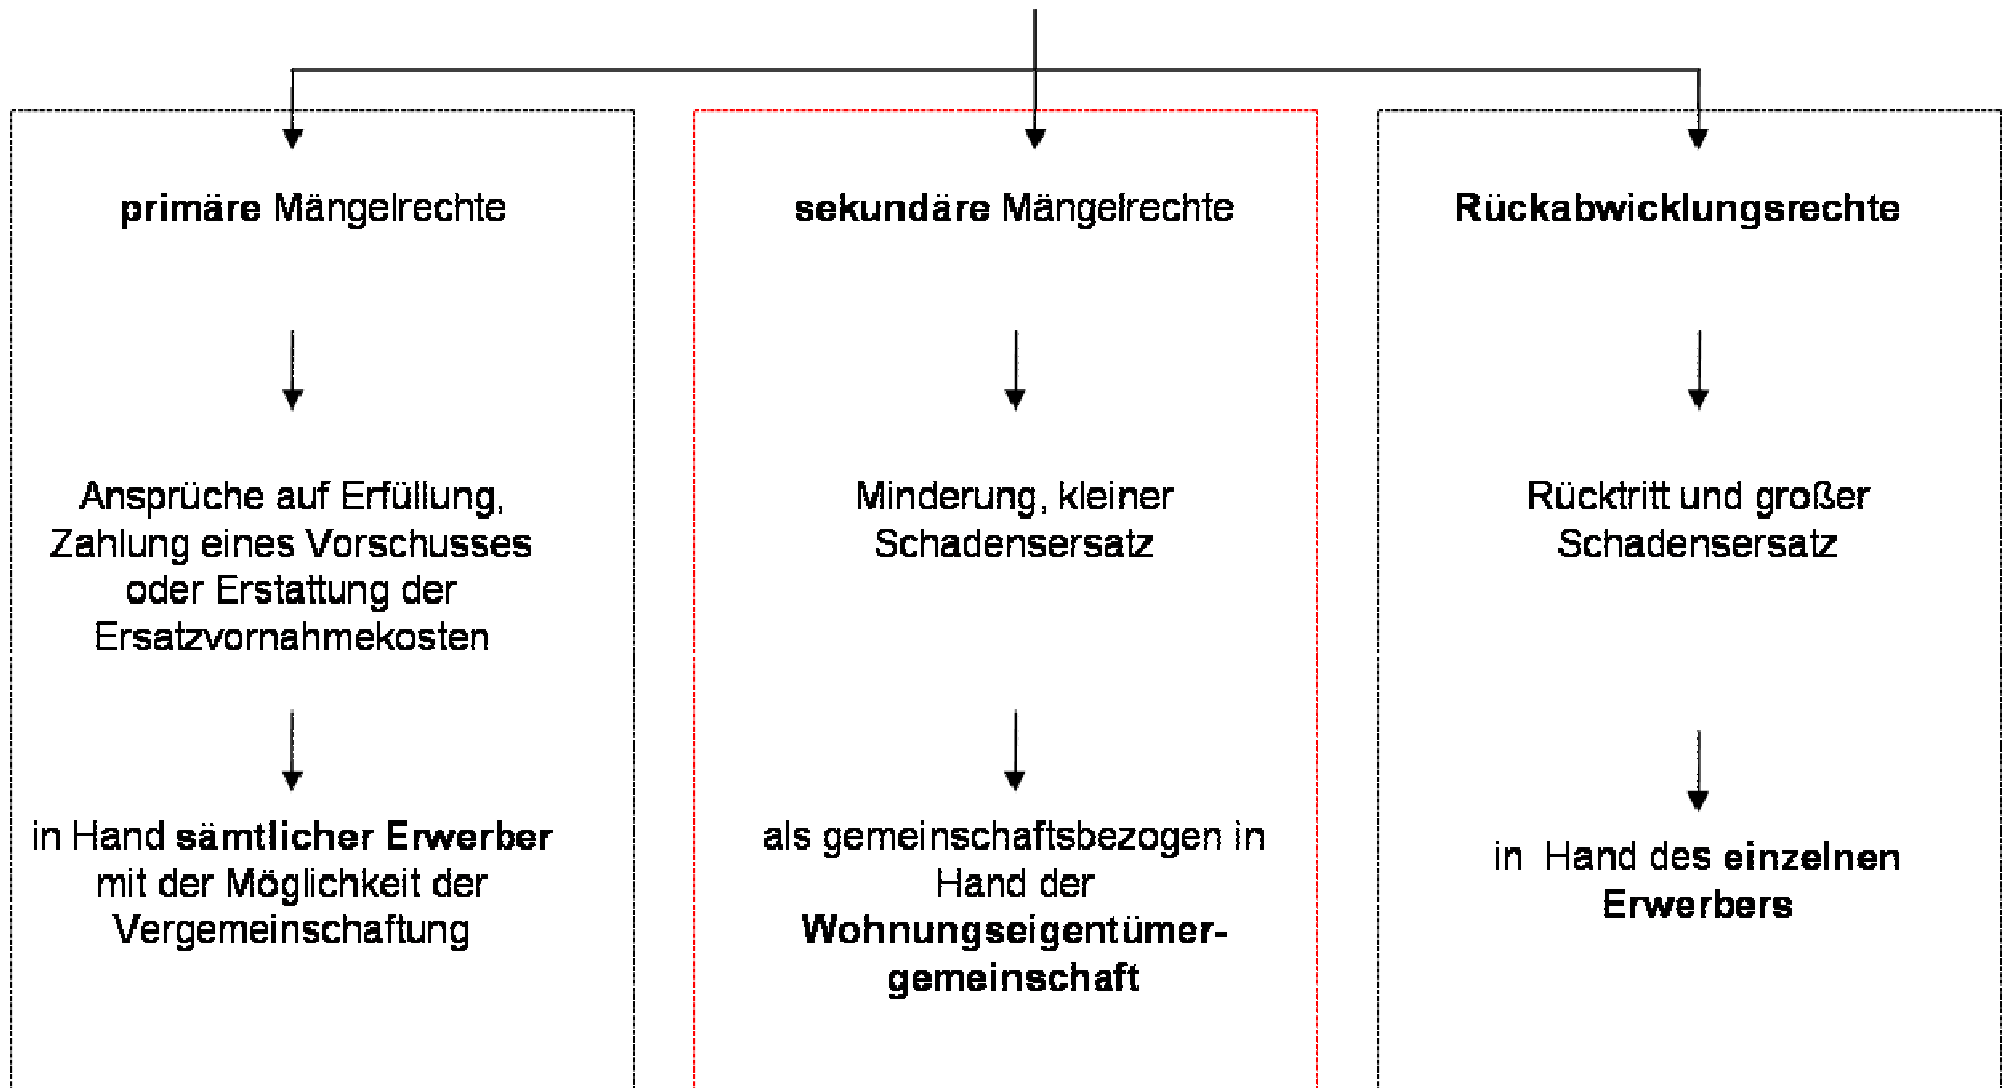 primäre Mängelrechte
Ansprüche auf Erfüllung,
Zahlung eines Vorschusses
oder Erstattung der
Ersatzvornahmekosten
in Hand sämtlicher Erwerber
mit der Möglichkeit der
Vergemeinschaftung
sekundäre Mängelrechte
Minderung, kleiner
Schadensersatz
als gemeinschaftsbezogen in
Hand der
Wohnungseigentümer-
gemeinschaft
Rückabwicklungsrechte
Rücktritt und großer
Schadensersatz
in Hand des einzelnen
Erwerbers